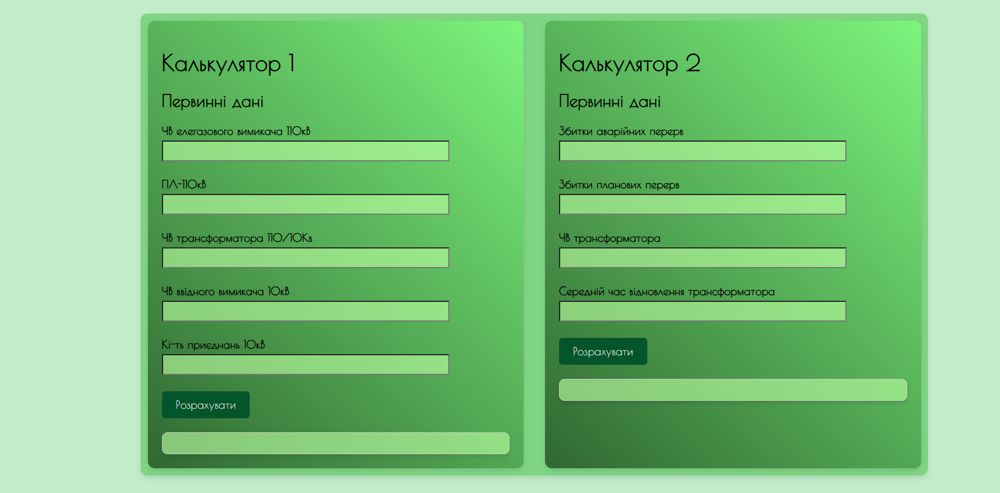 Калькулятор 1
Первинні дані
ЧВ елегазового вимикача 110кВ
ПЛ-110кВ
ЧВ трансформатора 110/10Кв
ЧВ ввідного вимикача 10кВ
Кі-ть приєднань 10кВ
Розрахувати
Калькулятор 2
Первинні дані
Збитки аварійних перерв
Збитки планових перерв
ЧВ трансформатора
Середній час відновлення трансформатора
Розрахувати